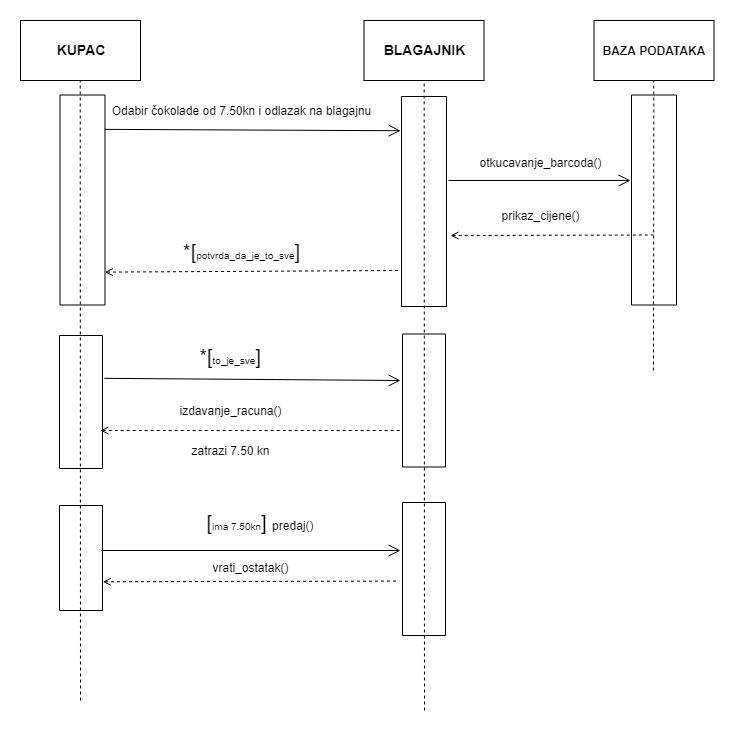 KUPAC
BLAGAJNIK
BAZA PODATAKA
Odabir čokolade od 7.50kn i odlazak na blagajnu
otkucavanje_barcoda()
prikaz_cijene()
*[potvrda_da_je_to_sve]
*[to_je_sve]
izdavanje_racuna()
zatrazi 7.50 kn
[ima 7.50kn] predaj()
vrati_ostatak()